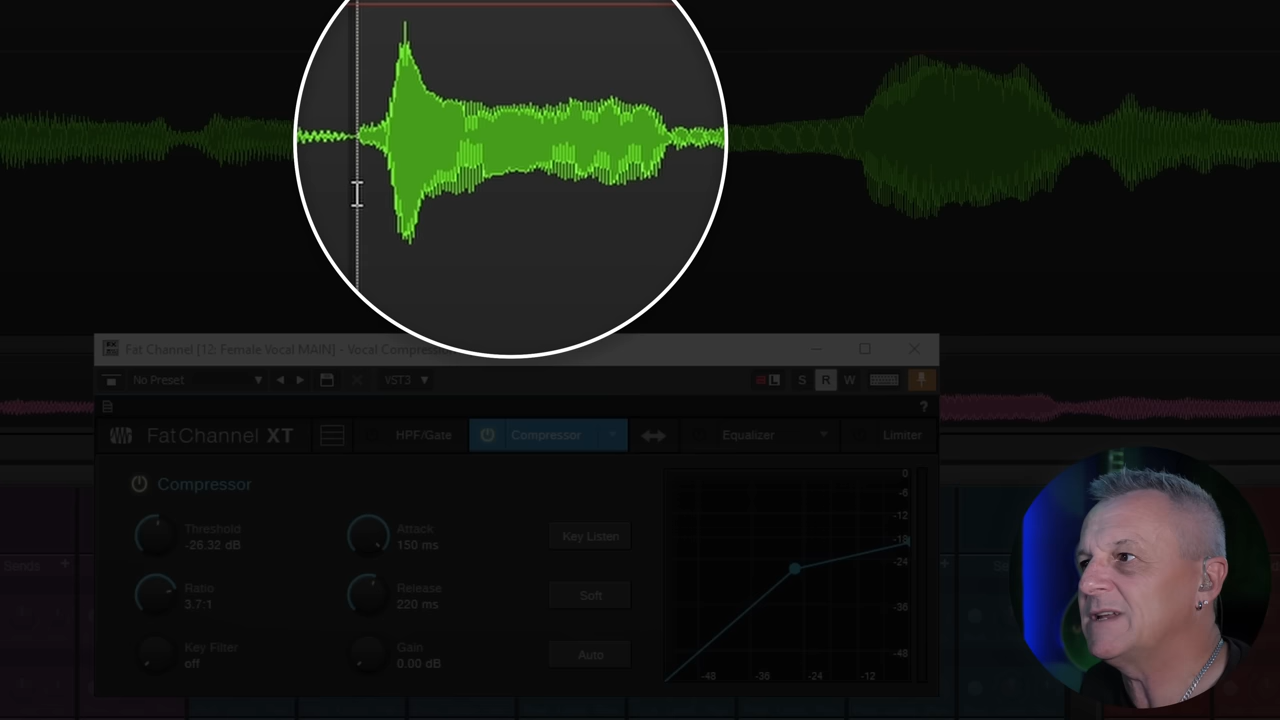 Fat Channel [12: Female Vocal MAIN] - Vocal Compress
No Preset VST3 L S R W
?
FatChannel XT HPF/Gate Compressor Equalizer Limiter
Compressor
Threshold
-26.32 dB
Attack
150 ms
Key Listen
Ratio
3.7:1
Release
220 ms
Soft
Key Filter
off
Gain
0.00 dB
Auto
0
-6
-12
-18
-24
-36
-48
-48 -36 -24 -12
Sends +
+